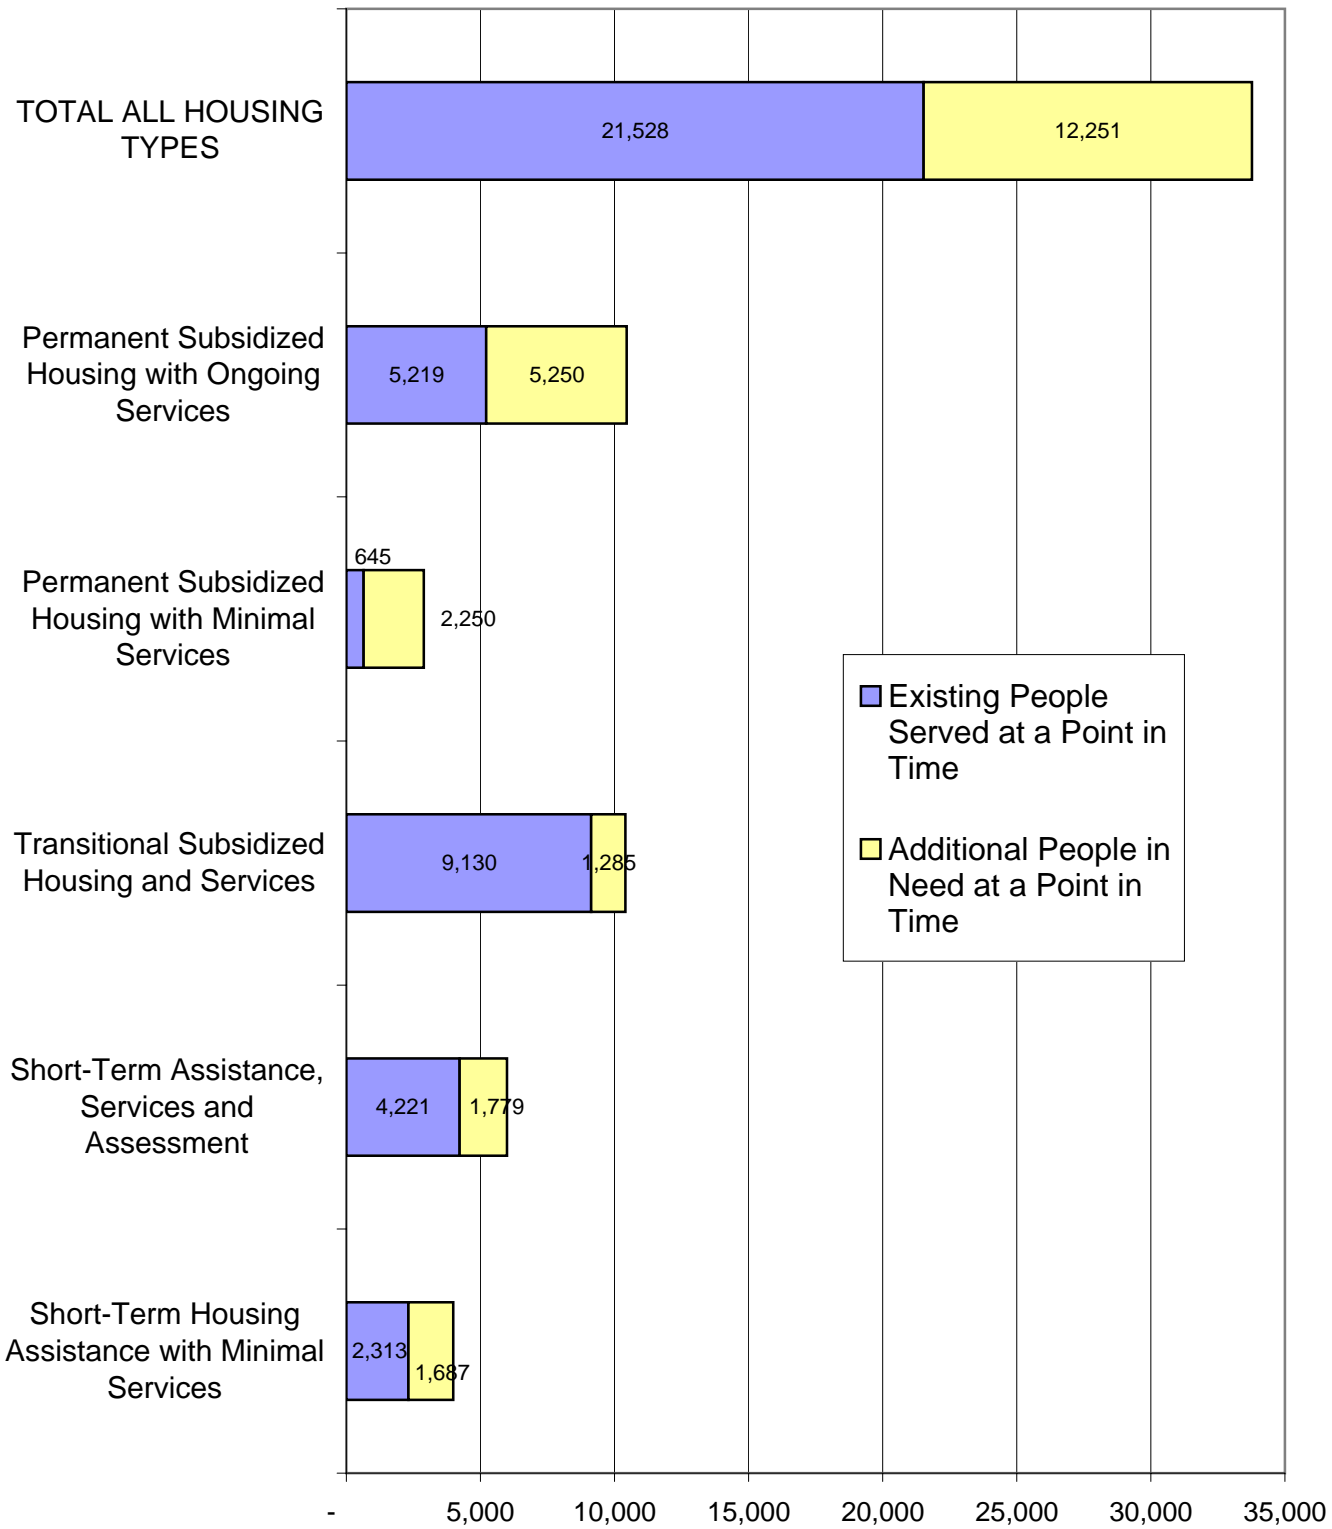 TOTAL ALL HOUSING
TYPES
21,528
12,251
Permanent Subsidized
Housing with Ongoing
Services
5,219
5,250
645
Permanent Subsidized
Housing with Minimal
Services
2,250
Existing People
Served at a Point in
Time
Additional People in
Need at a Point in
Time
Transitional Subsidized
Housing and Services
9,130
1,285
Short-Term Assistance,
Services and
Assessment
4,221
1,779
Short-Term Housing
Assistance with Minimal
Services
2,313
1,687
- 5,000 10,000 15,000 20,000 25,000 30,000 35,000